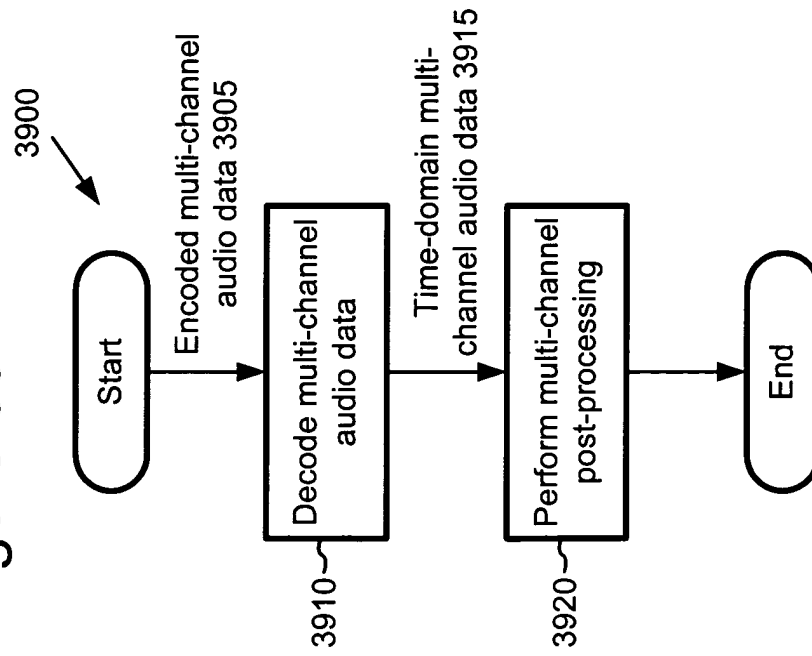 3900
Start
Encoded multi-channel
audio data 3905
3910
Decode multi-channel
audio data
Time-domain multi-
channel audio data 3915
3920
Perform multi-channel
post-processing
End